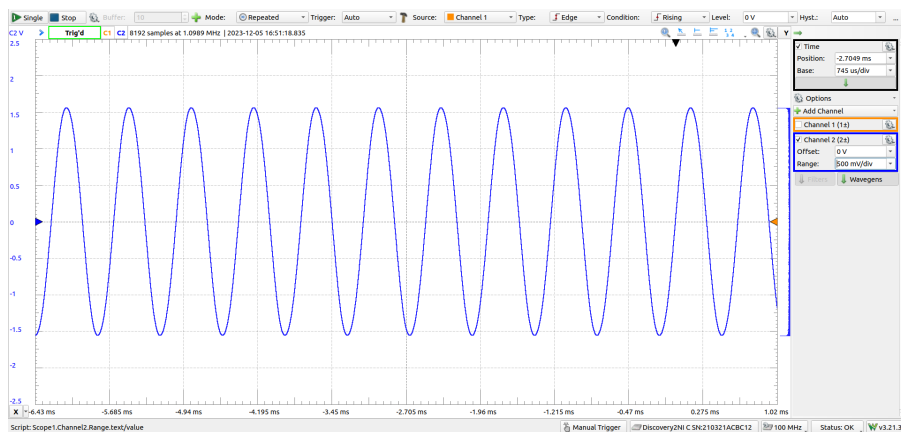 Single Stop Buffer: 10 Mode: Repeated Trigger: Auto Source: Channel 1 Type: Edge Condition: Rising Level: 0 V Hyst.: Auto ...
C2 V Trig'd C1 C2 8192 samples at 1.0989 MHz | 2023-12-05 16:51:18.835 Y
2.5
2
1.5
1
0.5
0
-0.5
-1
-1.5
-2
-2.5
X -6.43 ms -5.685 ms -4.94 ms -4.195 ms -3.45 ms -2.705 ms -1.96 ms -1.215 ms -0.47 ms 0.275 ms 1.02 ms
Time
Position: -2.7049 ms
Base: 745 us/div
Options
Add Channel
Channel 1 (1±)
Channel 2 (2±)
Offset: 0 V
Range: 500 mV/div
Filters Wavegens
Script: Scope1.Channel2.Range.text/value Manual Trigger Discovery2NI C SN:210321ACBC12 100 MHz Status: OK W v3.21.3